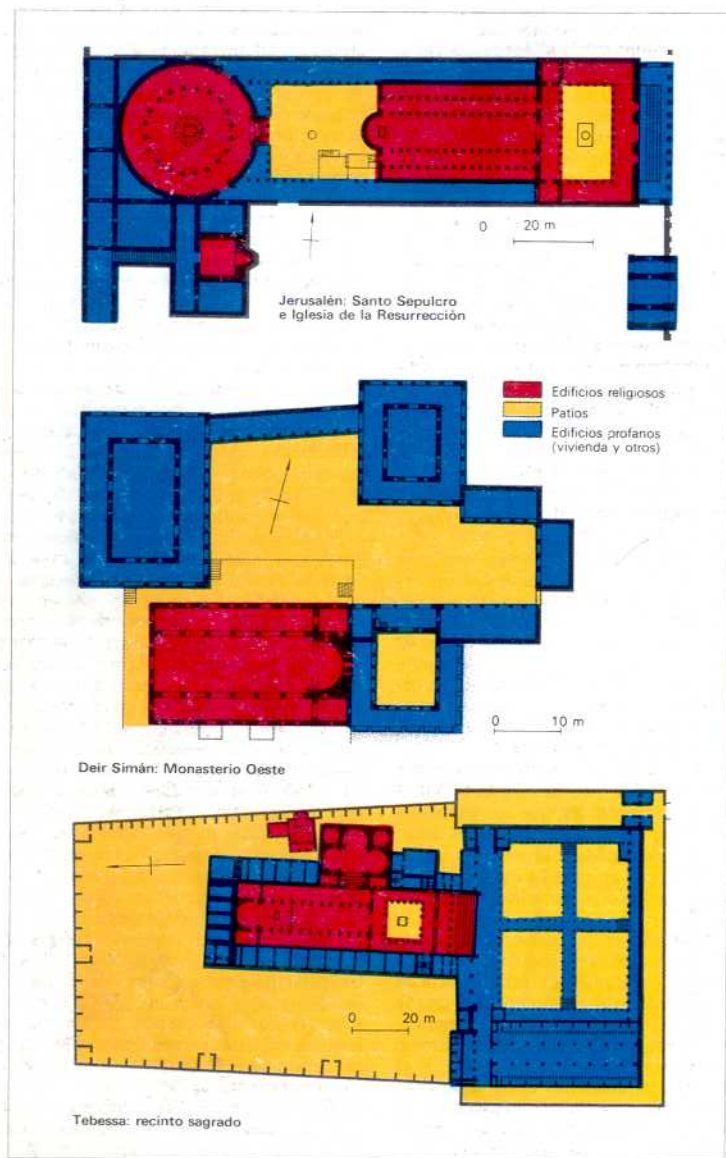 0 20 m
Jerusalén: Santo Sepulcro
e Iglesia de la Resurrección
Edificios religiosos
Patios
Edificios profanos
(vivienda y otros)
0 10 m
Deir Simán: Monasterio Oeste
0 20 m
Tebessa: recinto sagrado